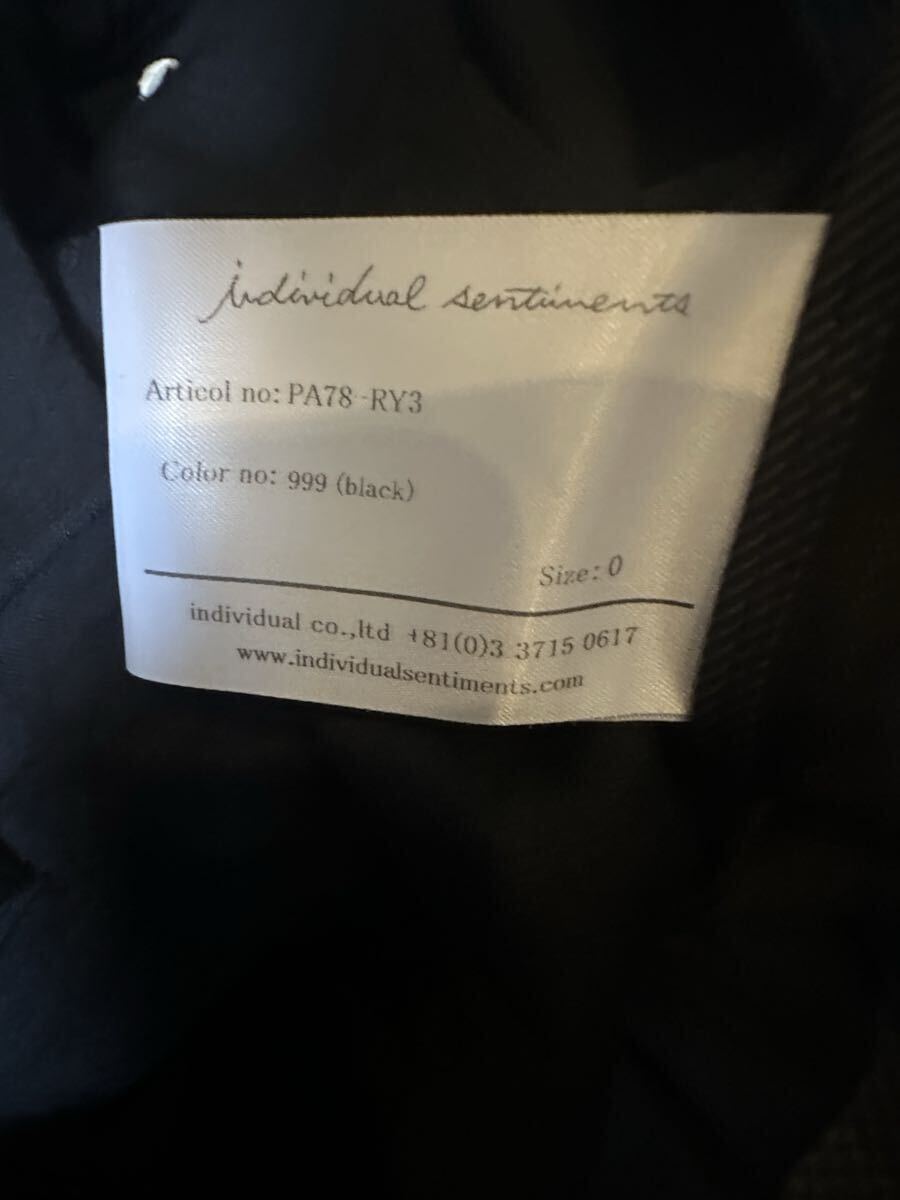 individual sentiments
Articol no: PA78-RY3
Color no: 999 (black)
Size: 0
individual co.,ltd +81(0)3 3715 0617
www.individualsentiments.com